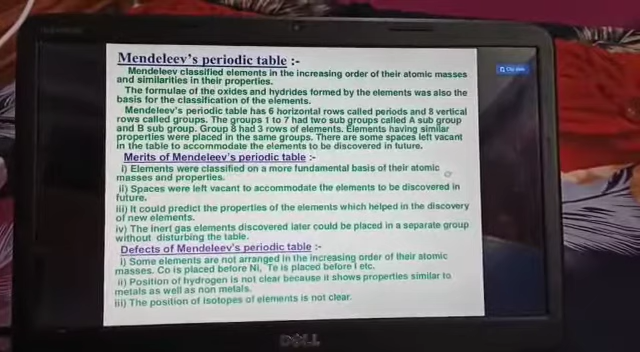 Mendeleev's periodic table :-
Mendeleev classified elements in the increasing order of their atomic masses
and similarities in their properties.
The formulae of the oxides and hydrides formed by the elements was also the
basis for the classification of the elements.
Mendeleev's periodic table has 6 horizontal rows called periods and 8 vertical
rows called groups. The groups 1 to 7 had two sub groups called A sub group
and B sub group. Group 8 had 3 rows of elements. Elements having similar
properties were placed in the same groups. There are some spaces left vacant
in the table to accommodate the elements to be discovered in future.
Merits of Mendeleev's periodic table :-
i) Elements were classified on a more fundamental basis of their atomic
masses and properties.
ii) Spaces were left vacant to accommodate the elements to be discovered in
future.
iii) It could predict the properties of the elements which helped in the discovery
of new elements.
iv) The inert gas elements discovered later could be placed in a separate group
without disturbing the table.
Defects of Mendeleev's periodic table :-
i) Some elements are not arranged in the increasing order of their atomic
masses. Co is placed before Ni, Te is placed before I etc.
ii) Position of hydrogen is not clear because it shows properties similar to
metals as well as non metals.
iii) The position of isotopes of elements is not clear.
DELL